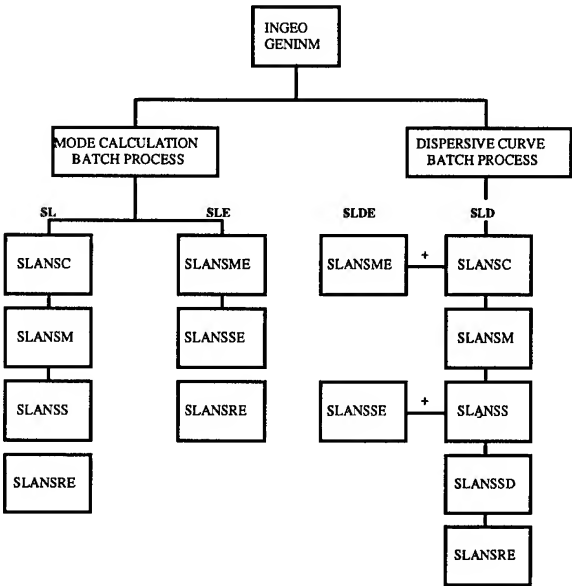 INGEO
GENINM
MODE CALCULATION
BATCH PROCESS
DISPERSIVE CURVE
BATCH PROCESS
SL
SLE
SLDE
SLD
SLANSC
SLANSME
SLANSME
+
SLANSC
SLANSM
SLANSSE
SLANSM
SLANSS
SLANSRE
SLANSSE
+
SLANSS
SLANSRE
SLANSSD
SLANSRE